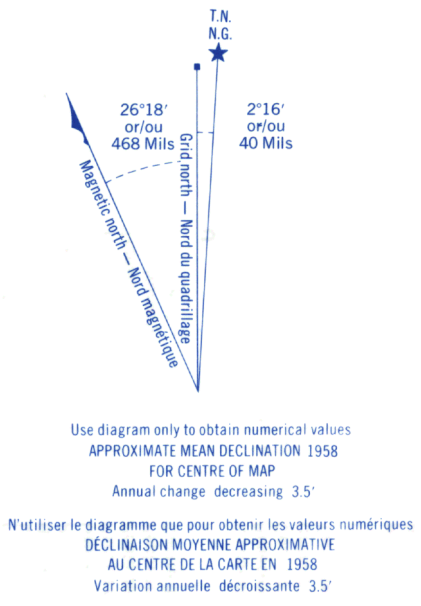 T.N.
N.G.
26°18′
or/ou
468 Mils
2°16′
or/ou
40 Mils
Grid north — Nord du quadrillage
Magnetic north — Nord magnétique
Use diagram only to obtain numerical values
APPROXIMATE MEAN DECLINATION 1958
FOR CENTRE OF MAP
Annual change decreasing 3.5′
N'utiliser le diagramme que pour obtenir les valeurs numériques
DÉCLINAISON MOYENNE APPROXIMATIVE
AU CENTRE DE LA CARTE EN 1958
Variation annuelle décroissante 3.5′